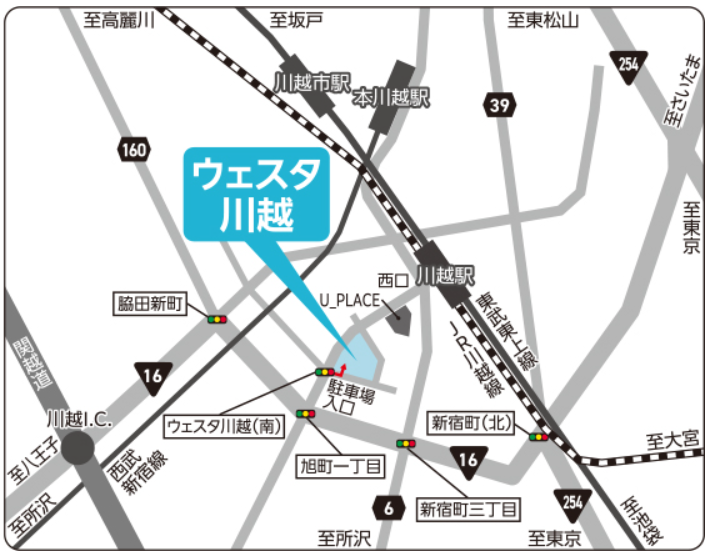 至高麗川
至坂戸
至東松山
254
至さいたま
川越市駅
本川越駅
39
160
ウェスタ
川越
至東京
西口
川越駅
U_PLACE
脇田新町
東武東上線
JR川越線
関越道
16
駐車場
入口
川越I.C.
ウェスタ川越(南)
新宿町(北)
至大宮
至八王子
西武
新宿線
旭町一丁目
16
新宿町三丁目
6
254
至所沢
至所沢
至東京
至池袋